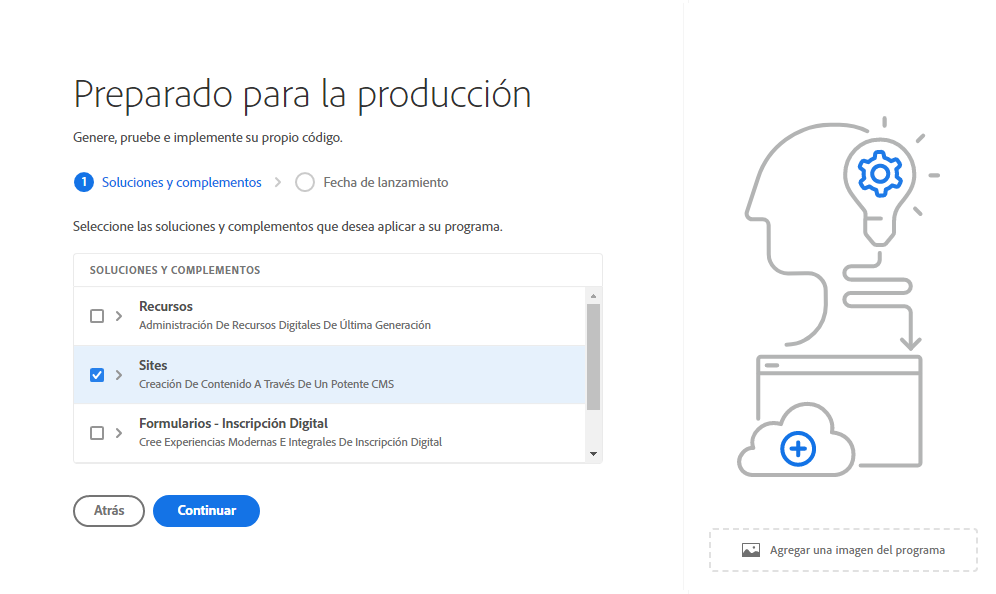 Preparado para la producción
Genere, pruebe e implemente su propio código.
1 Soluciones y complementos > Fecha de lanzamiento
Seleccione las soluciones y complementos que desea aplicar a su programa.
SOLUCIONES Y COMPLEMENTOS
Recursos
Administración De Recursos Digitales De Última Generación
Sites
Creación De Contenido A Través De Un Potente CMS
Formularios - Inscripción Digital
Cree Experiencias Modernas E Integrales De Inscripción Digital
Atrás Continuar
Agregar una imagen del programa